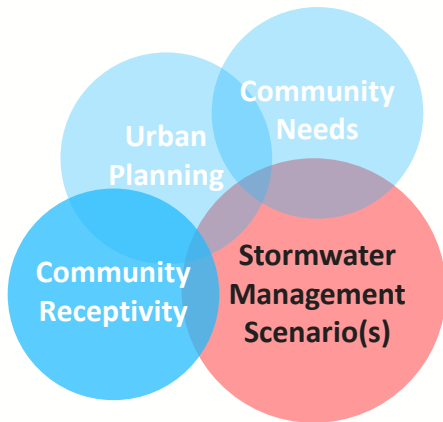 Community
Needs
Urban
Planning
Community
Receptivity
Stormwater
Management
Scenario(s)